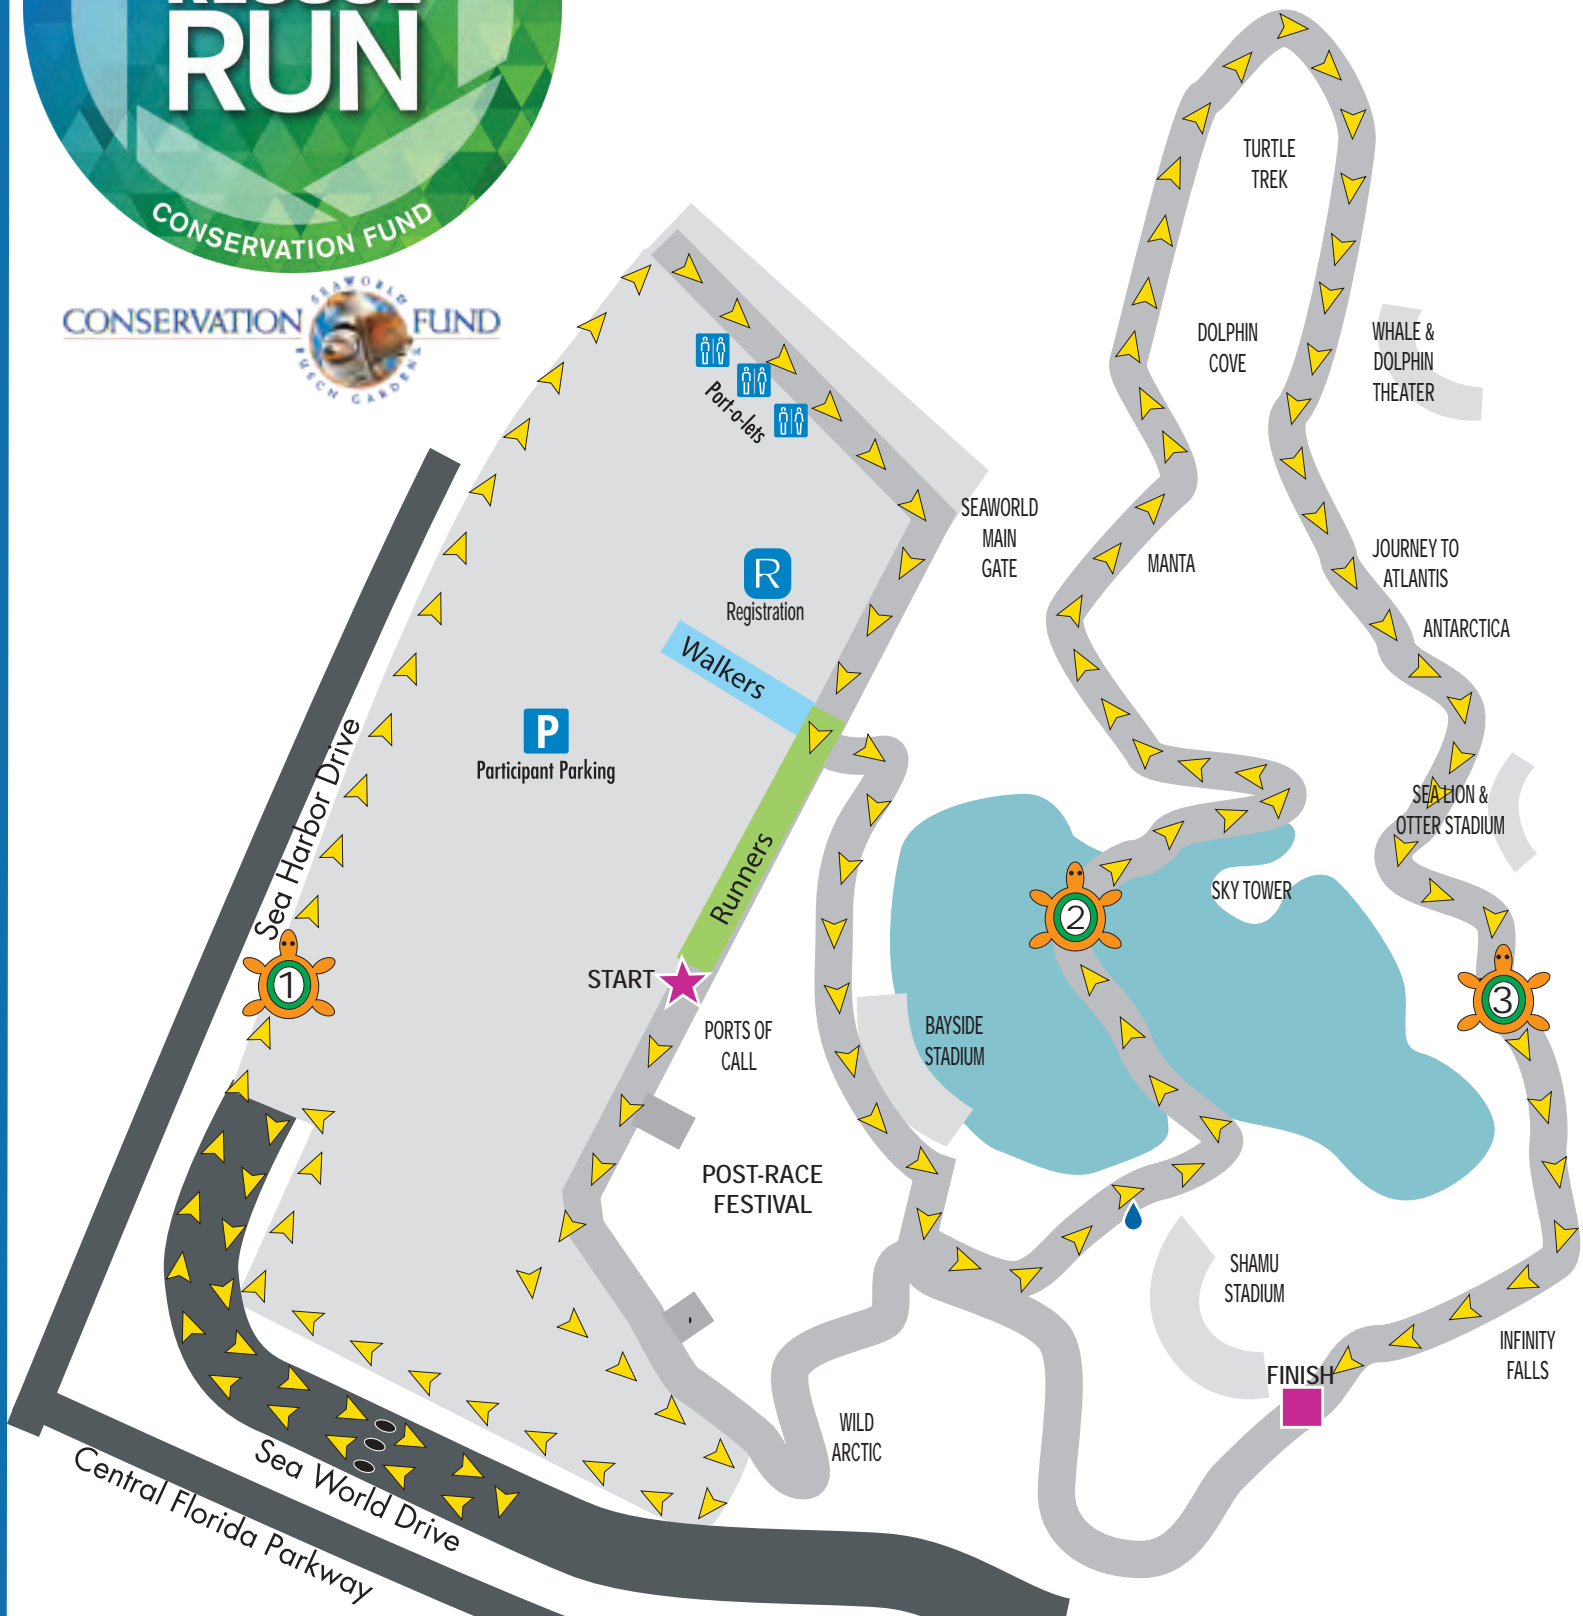 RUN
CONSERVATION FUND
CONSERVATION FUND
SEAWORLD
BUSCH GARDENS
TURTLE
TREK
DOLPHIN
COVE
WHALE &
DOLPHIN
THEATER
Port-o-lets
SEAWORLD
MAIN
GATE
MANTA
JOURNEY TO
ATLANTIS
ANTARCTICA
R
Registration
Walkers
P
Participant Parking
Sea Harbor Drive
Runners
SEA LION &
OTTER STADIUM
SKY TOWER
1
2
3
START
PORTS OF
CALL
BAYSIDE
STADIUM
POST-RACE
FESTIVAL
SHAMU
STADIUM
INFINITY
FALLS
FINISH
WILD
ARCTIC
Sea World Drive
Central Florida Parkway